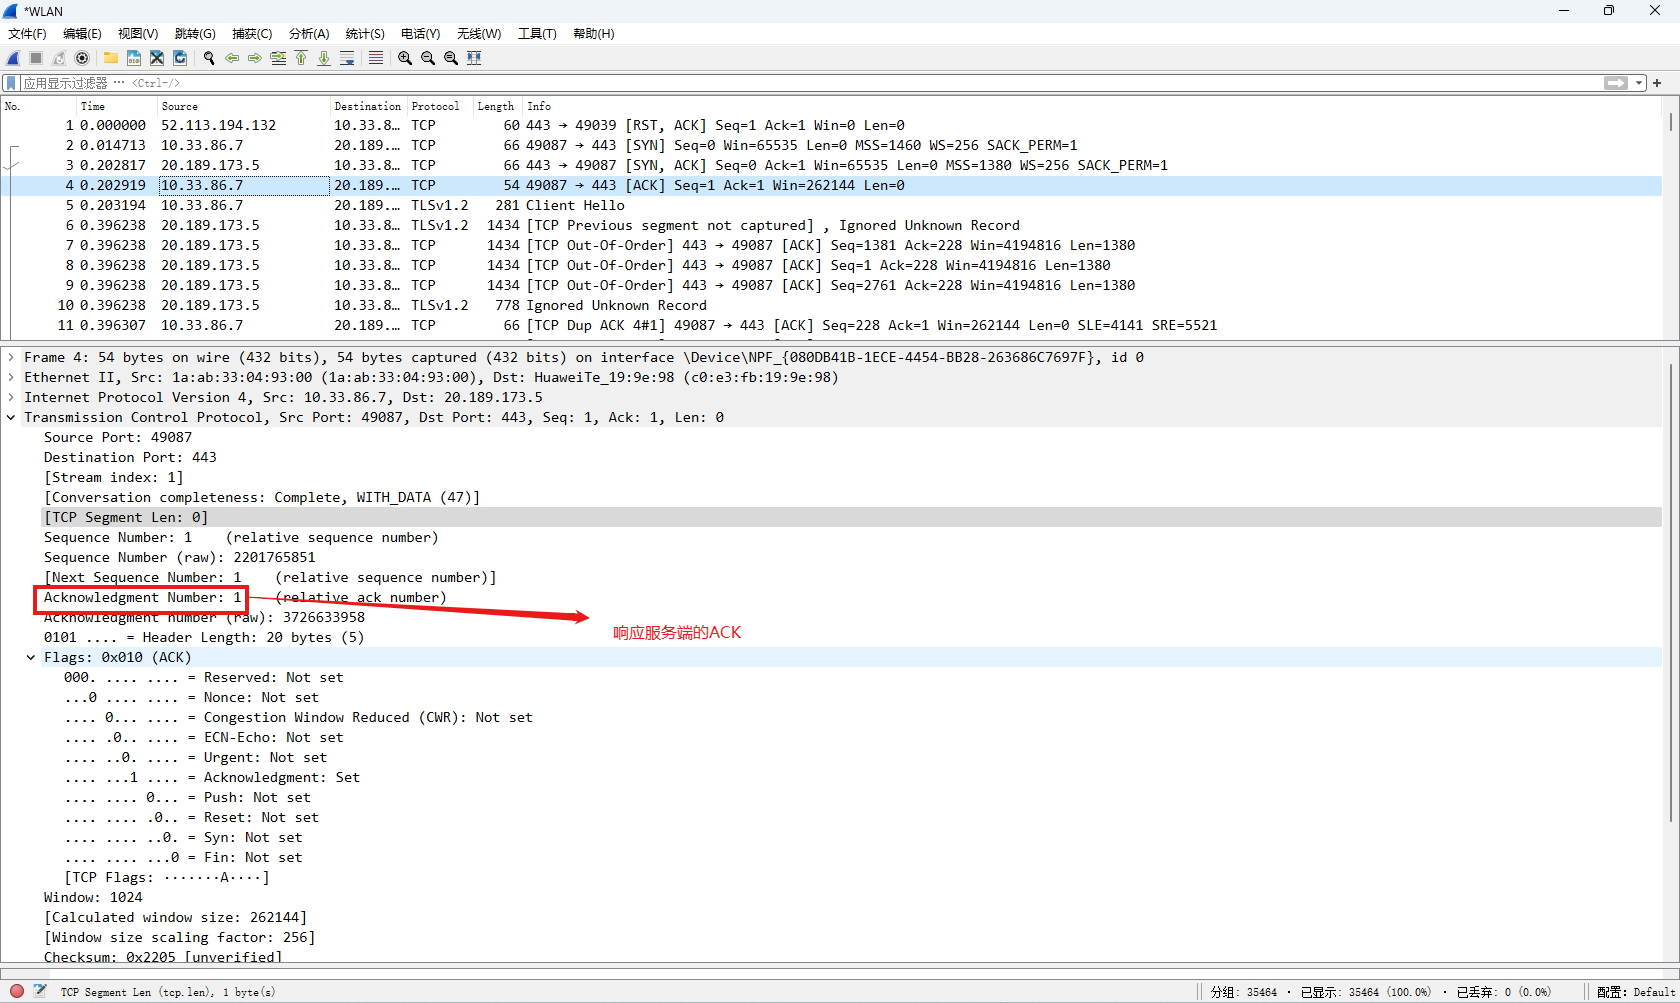 *WLAN
文件(F) 编辑(E) 视图(V) 跳转(G) 捕获(C) 分析(A) 统计(S) 电话(Y) 无线(W) 工具(T) 帮助(H)
应用显示过滤器 ··· <Ctrl-/>
No. Time Source Destination Protocol Length Info
1 0.000000 52.113.194.132 10.33.8… TCP 60 443 → 49039 [RST, ACK] Seq=1 Ack=1 Win=0 Len=0
2 0.014713 10.33.86.7 20.189.… TCP 66 49087 → 443 [SYN] Seq=0 Win=65535 Len=0 MSS=1460 WS=256 SACK_PERM=1
3 0.202817 20.189.173.5 10.33.8… TCP 66 443 → 49087 [SYN, ACK] Seq=0 Ack=1 Win=65535 Len=0 MSS=1380 WS=256 SACK_PERM=1
4 0.202919 10.33.86.7 20.189.… TCP 54 49087 → 443 [ACK] Seq=1 Ack=1 Win=262144 Len=0
5 0.203194 10.33.86.7 20.189.… TLSv1.2 281 Client Hello
6 0.396238 20.189.173.5 10.33.8… TLSv1.2 1434 [TCP Previous segment not captured] , Ignored Unknown Record
7 0.396238 20.189.173.5 10.33.8… TCP 1434 [TCP Out-Of-Order] 443 → 49087 [ACK] Seq=1381 Ack=228 Win=4194816 Len=1380
8 0.396238 20.189.173.5 10.33.8… TCP 1434 [TCP Out-Of-Order] 443 → 49087 [ACK] Seq=1 Ack=228 Win=4194816 Len=1380
9 0.396238 20.189.173.5 10.33.8… TCP 1434 [TCP Out-Of-Order] 443 → 49087 [ACK] Seq=2761 Ack=228 Win=4194816 Len=1380
10 0.396238 20.189.173.5 10.33.8… TLSv1.2 778 Ignored Unknown Record
11 0.396307 10.33.86.7 20.189.… TCP 66 [TCP Dup ACK 4#1] 49087 → 443 [ACK] Seq=228 Ack=1 Win=262144 Len=0 SLE=4141 SRE=5521
Frame 4: 54 bytes on wire (432 bits), 54 bytes captured (432 bits) on interface \Device\NPF_{080DB41B-1ECE-4454-BB28-263686C7697F}, id 0
Ethernet II, Src: 1a:ab:33:04:93:00 (1a:ab:33:04:93:00), Dst: HuaweiTe_19:9e:98 (c0:e3:fb:19:9e:98)
Internet Protocol Version 4, Src: 10.33.86.7, Dst: 20.189.173.5
Transmission Control Protocol, Src Port: 49087, Dst Port: 443, Seq: 1, Ack: 1, Len: 0
Source Port: 49087
Destination Port: 443
[Stream index: 1]
[Conversation completeness: Complete, WITH_DATA (47)]
[TCP Segment Len: 0]
Sequence Number: 1 (relative sequence number)
Sequence Number (raw): 2201765851
[Next Sequence Number: 1 (relative sequence number)]
Acknowledgment Number: 1 (relative ack number)
Acknowledgment number (raw): 3726633958
响应服务端的ACK
0101 .... = Header Length: 20 bytes (5)
Flags: 0x010 (ACK)
000. .... .... = Reserved: Not set
...0 .... .... = Nonce: Not set
.... 0... .... = Congestion Window Reduced (CWR): Not set
.... .0.. .... = ECN-Echo: Not set
.... ..0. .... = Urgent: Not set
.... ...1 .... = Acknowledgment: Set
.... .... 0... = Push: Not set
.... .... .0.. = Reset: Not set
.... .... ..0. = Syn: Not set
.... .... ...0 = Fin: Not set
[TCP Flags: ·······A····]
Window: 1024
[Calculated window size: 262144]
[Window size scaling factor: 256]
Checksum: 0x2205 [unverified]
TCP Segment Len (tcp.len), 1 byte(s) 分组: 35464 · 已显示: 35464 (100.0%) · 已丢弃: 0 (0.0%) 配置: Default